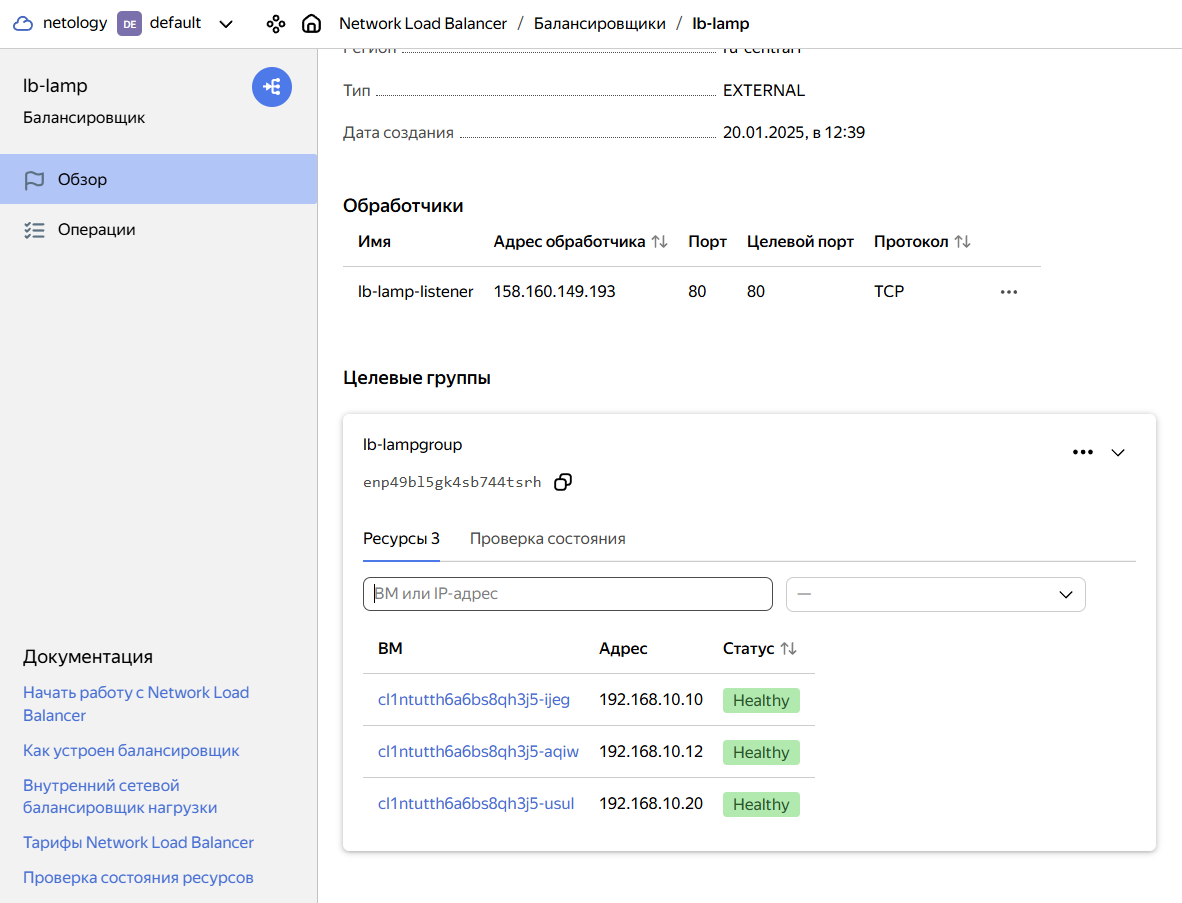 netology DE default Network Load Balancer / Балансировщики / lb-lamp
lb-lamp
Балансировщик
Обзор
Операции
Документация
Начать работу с Network Load
Balancer
Как устроен балансировщик
Внутренний сетевой
балансировщик нагрузки
Тарифы Network Load Balancer
Проверка состояния ресурсов
Регион ru-central1
Тип EXTERNAL
Дата создания 20.01.2025, в 12:39
Обработчики
Имя Адрес обработчика Порт Целевой порт Протокол
lb-lamp-listener 158.160.149.193 80 80 TCP
Целевые группы
lb-lampgroup
enp49bl5gk4sb744tsrh
Ресурсы 3 Проверка состояния
ВМ или IP-адрес —
ВМ Адрес Статус
cl1ntutth6a6bs8qh3j5-ijeg 192.168.10.10 Healthy
cl1ntutth6a6bs8qh3j5-aqiw 192.168.10.12 Healthy
cl1ntutth6a6bs8qh3j5-usul 192.168.10.20 Healthy